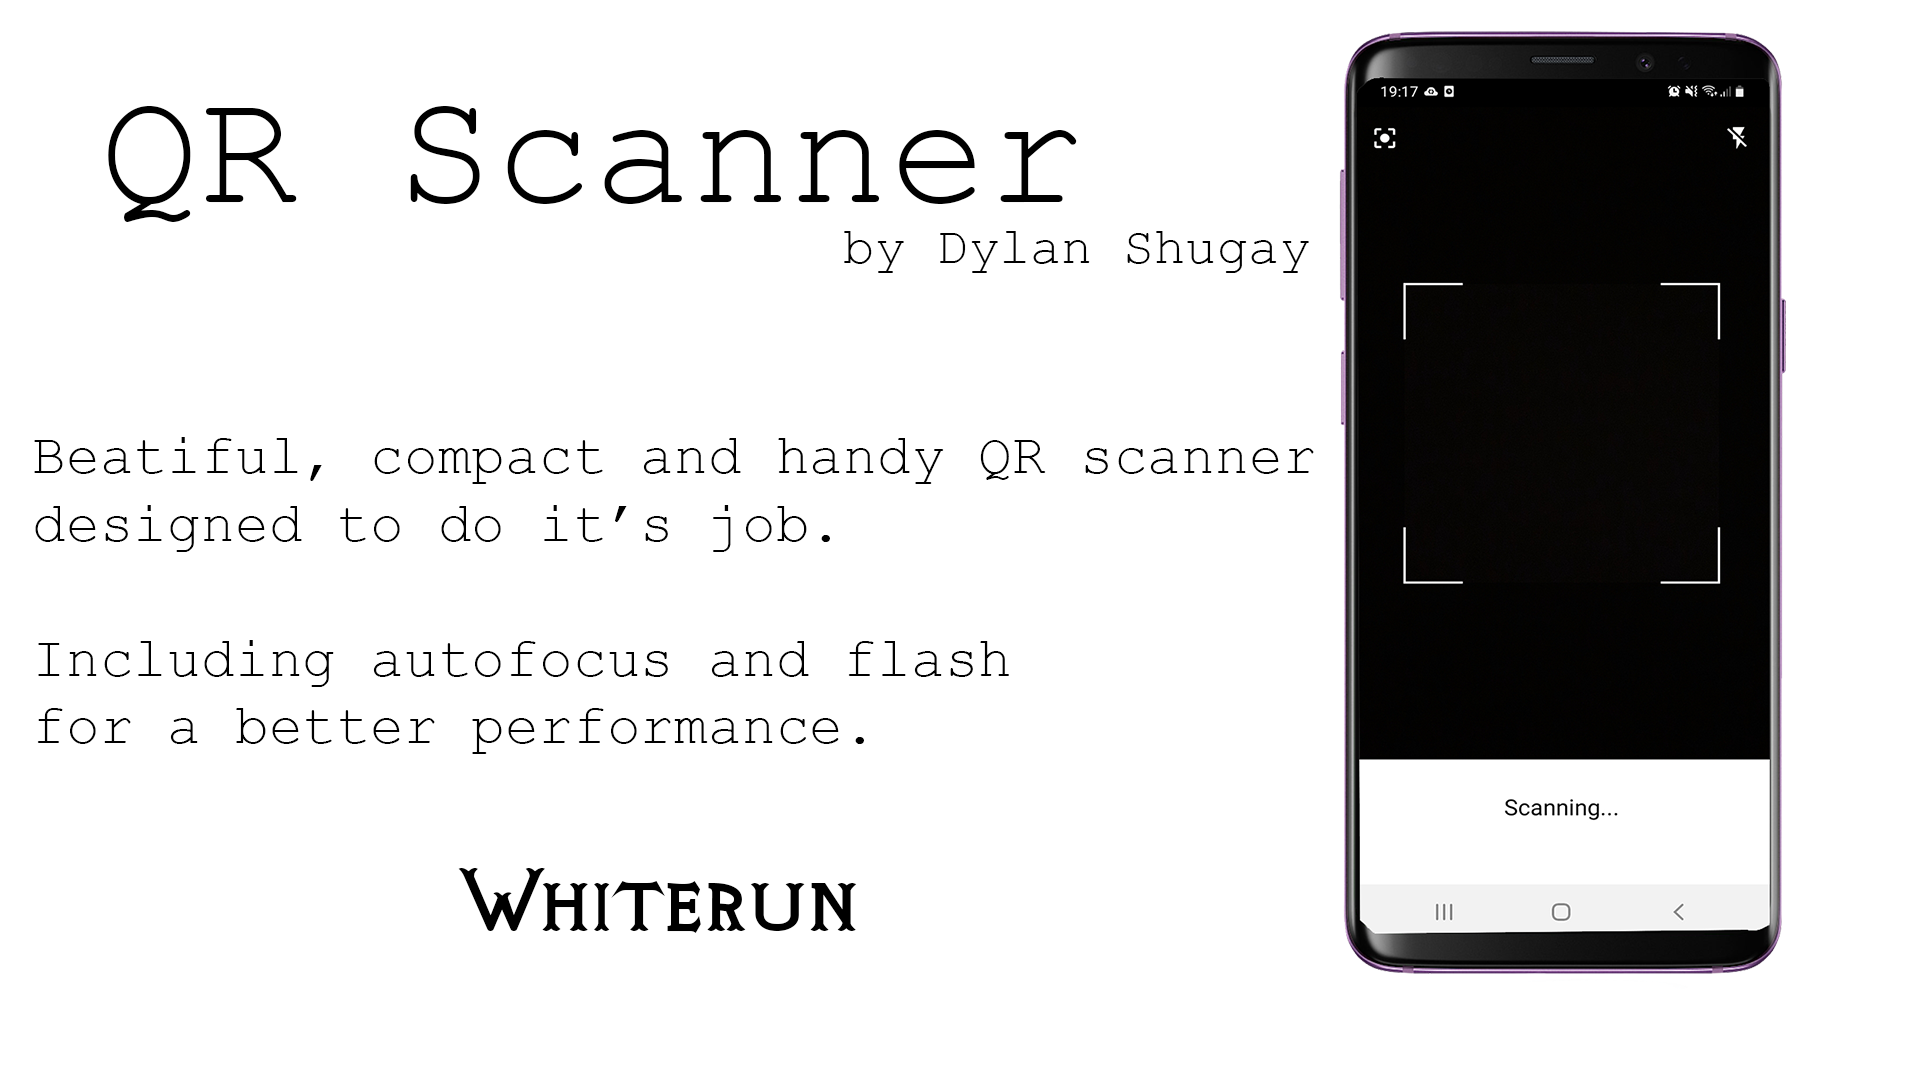 QR Scanner
by Dylan Shugay
Beatiful, compact and handy QR scanner
designed to do it’s job.
Including autofocus and flash
for a better performance.
WHITERUN
19:17
Scanning...